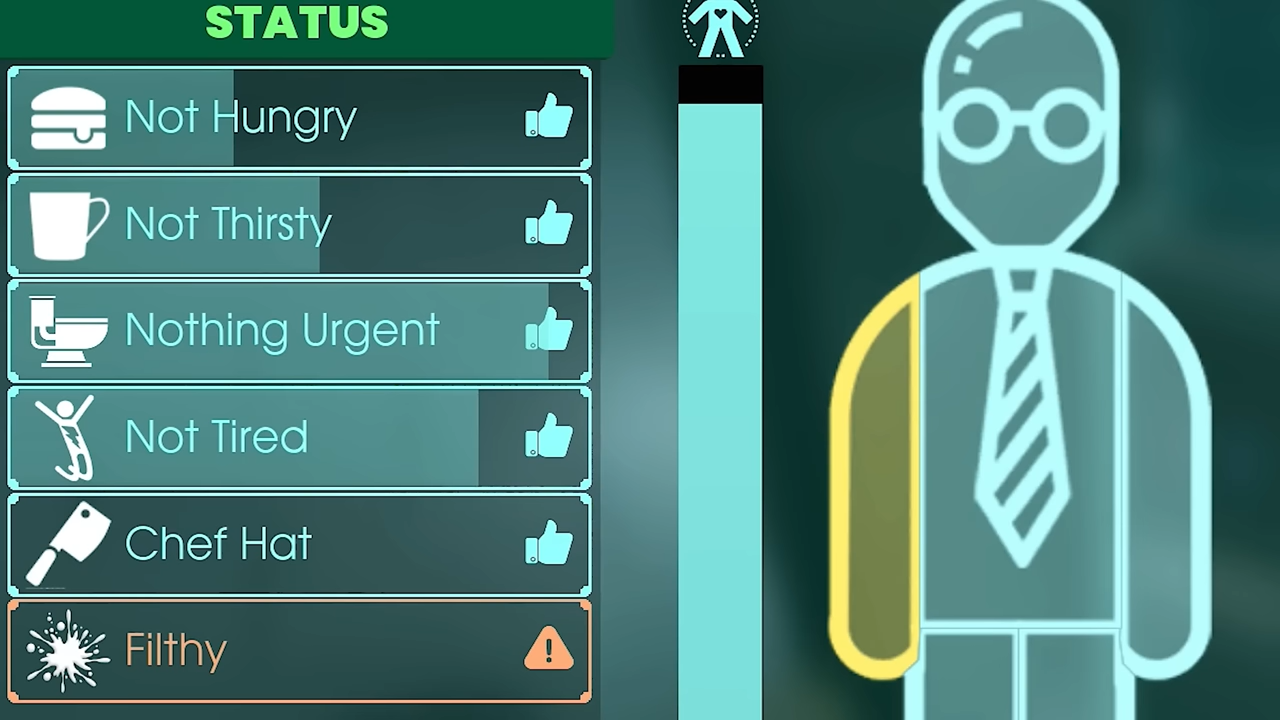 STATUS
Not Hungry
Not Thirsty
Nothing Urgent
Not Tired
Chef Hat
Filthy